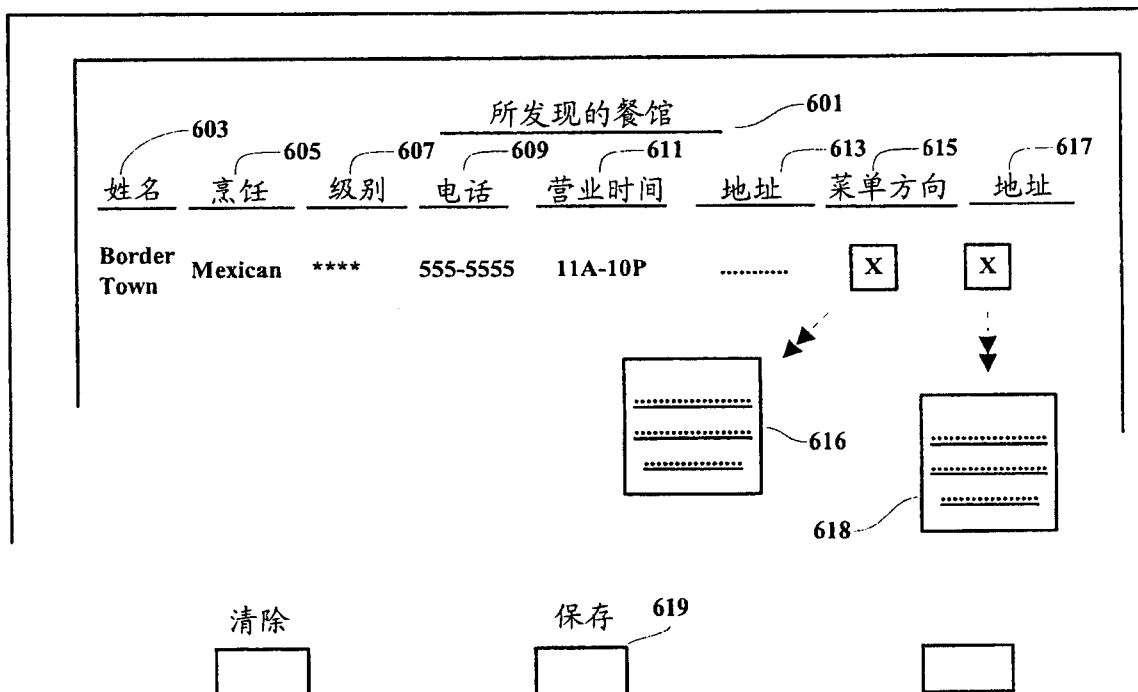 所发现的餐馆 601
603 605 607 609 611 613 615 617
姓名 烹饪 级别 电话 营业时间 地址 菜单方向 地址
Border Town Mexican **** 555-5555 11A-10P ........... X X
616
618
清除 保存 619